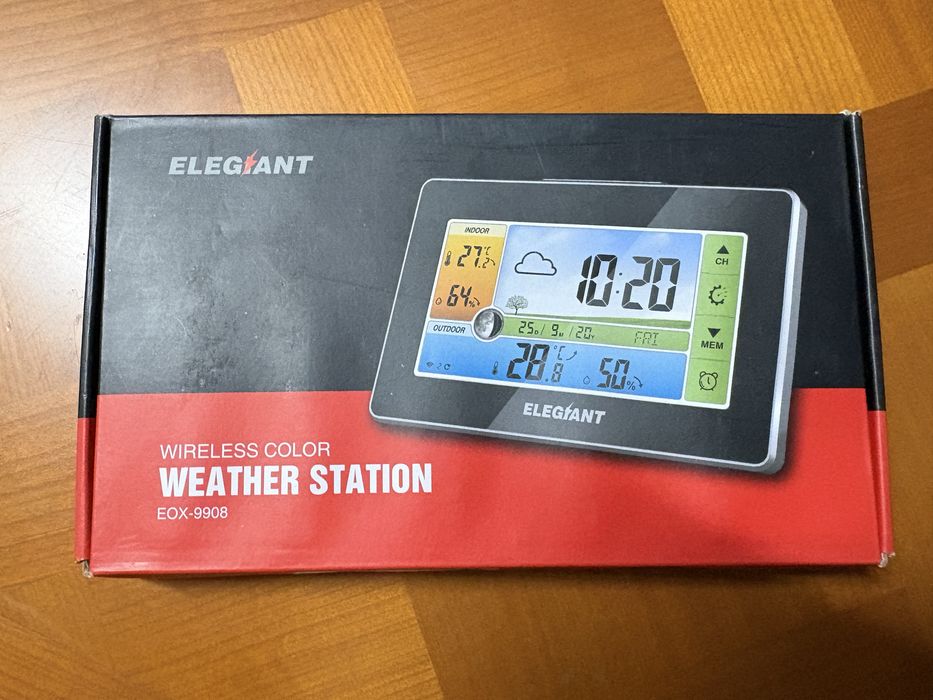 ELEGIANT
INDOOR
27.2°C
64%
10:20
CH
MEM
25D/ 9M /20Y FRI
OUTDOOR
2
28.8°C
50%
ELEGIANT
WIRELESS COLOR
WEATHER STATION
EOX-9908